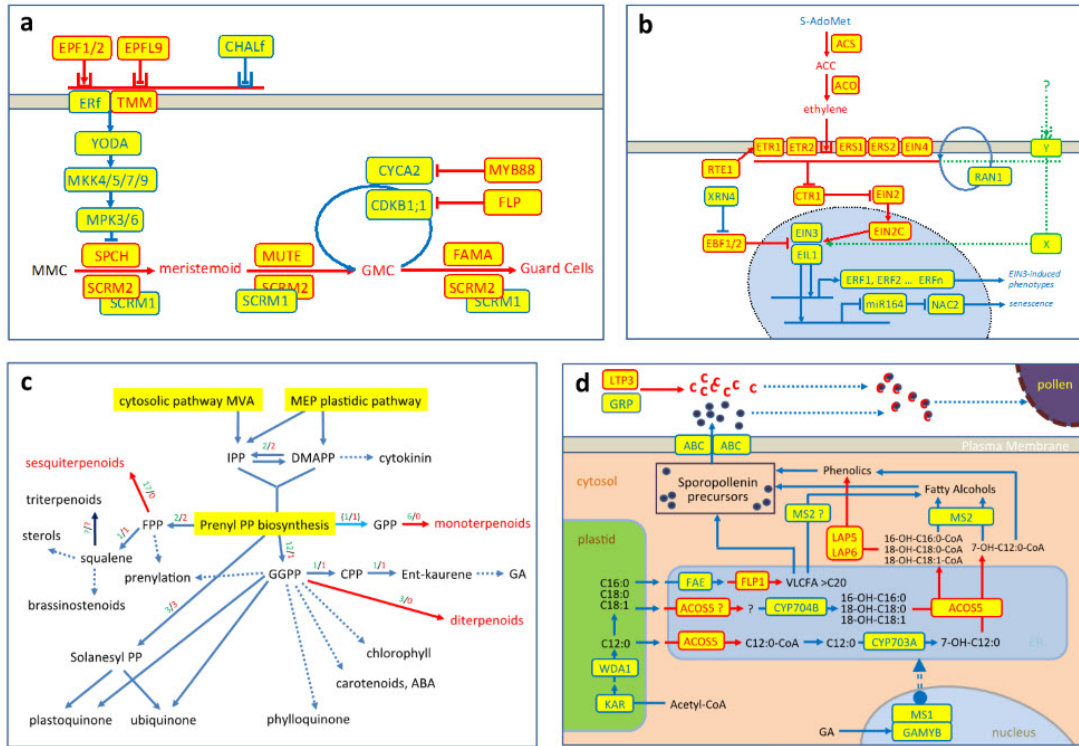 a
EPF1/2
EPFL9
CHALf
ERf
TMM
YODA
MKK4/5/7/9
MPK3/6
CYCA2
MYB88
CDKB1;1
FLP
SPCH
MUTE
FAMA
MMC
meristemoid
GMC
Guard Cells
SCRM2
SCRM1
SCRM2
SCRM1
SCRM2
SCRM1
b
S-AdoMet
ACS
ACC
ACO
ethylene
?
ETR1
ETR2
ERS1
ERS2
EIN4
Y
RTE1
RAN1
XRN4
CTR1
EIN2
EIN3
EIN2C
EBF1/2
EIL1
X
ERF1, ERF2 ... ERFn
EIN3-induced
phenotypes
miR164
NAC2
senescence
c
cytosolic pathway MVA
MEP plastidic pathway
2/2
IPP
DMAPP
cytokinin
sesquiterpenoids
17/0
triterpenoids
FPP
2/2
Prenyl PP biosynthesis
(1/1)
GPP
6/0
monoterpenoids
sterols
1/1
squalene
12/1
prenylation
GGPP
1/1
CPP
1/1
Ent-kaurene
GA
brassinostenoids
3/3
3/0
diterpenoids
Solanesyl PP
chlorophyll
carotenoids, ABA
plastoquinone
ubiquinone
phylloquinone
d
LTP3
GRP
pollen
ABC
ABC
Plasma Membrane
cytosol
Sporopollenin
precursors
Phenolics
Fatty Alcohols
MS2 ?
MS2
plastid
LAP5
LAP6
16-OH-C16:0-CoA
18-OH-C18:0-CoA
18-OH-C18:1-CoA
7-OH-C12:0-CoA
C16:0
C18:0
C18:1
FAE
FLP1
VLCFA >C20
ACOS5 ?
?
CYP704B
16-OH-C16:0
18-OH-C18:0
18-OH-C18:1
ACOS5
C12:0
ACOS5
C12:0-CoA
C12:0
CYP703A
7-OH-C12:0
ER
WDA1
KAR
Acetyl-CoA
MS1
GA
GAMYB
nucleus